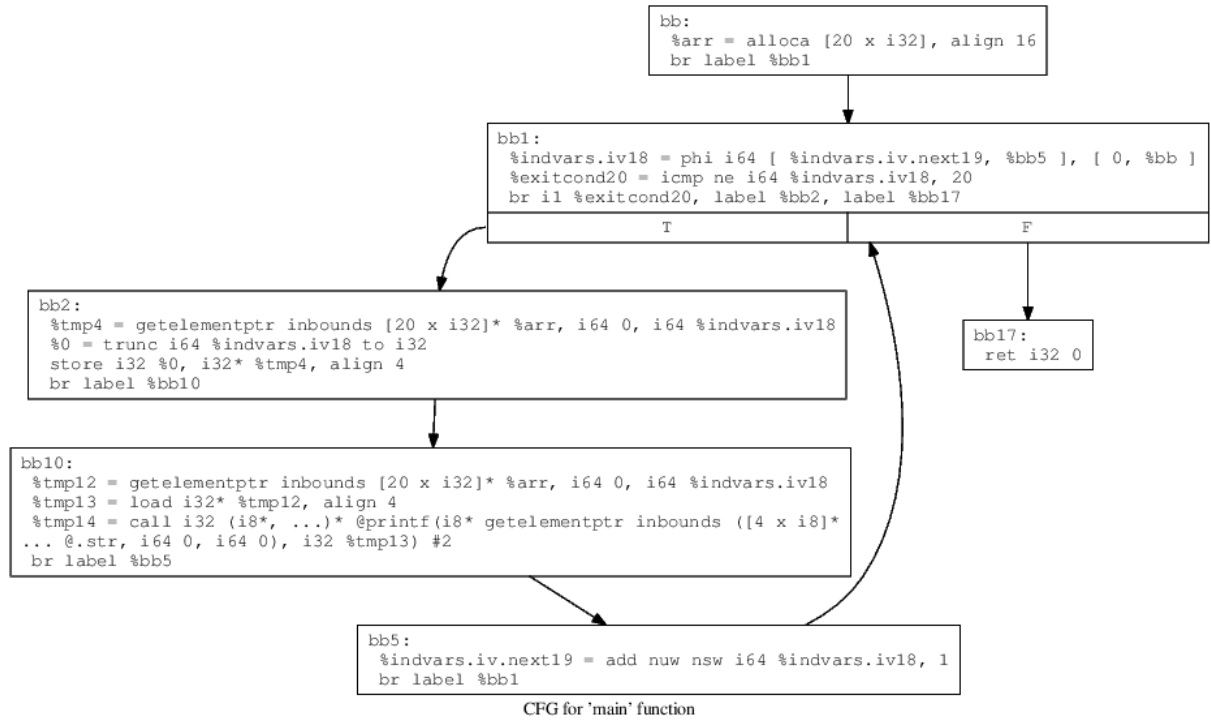 bb:
%arr = alloca [20 x i32], align 16
br label %bb1
bb1:
%indvars.iv18 = phi i64 [ %indvars.iv.next19, %bb5 ], [ 0, %bb ]
%exitcond20 = icmp ne i64 %indvars.iv18, 20
br i1 %exitcond20, label %bb2, label %bb17
T
F
bb2:
%tmp4 = getelementptr inbounds [20 x i32]* %arr, i64 0, i64 %indvars.iv18
%0 = trunc i64 %indvars.iv18 to i32
store i32 %0, i32* %tmp4, align 4
br label %bb10
bb17:
ret i32 0
bb10:
%tmp12 = getelementptr inbounds [20 x i32]* %arr, i64 0, i64 %indvars.iv18
%tmp13 = load i32* %tmp12, align 4
%tmp14 = call i32 (i8*, ...)* @printf(i8* getelementptr inbounds ([4 x i8]*
... @.str, i64 0, i64 0), i32 %tmp13) #2
br label %bb5
bb5:
%indvars.iv.next19 = add nuw nsw i64 %indvars.iv18, 1
br label %bb1
CFG for 'main' function